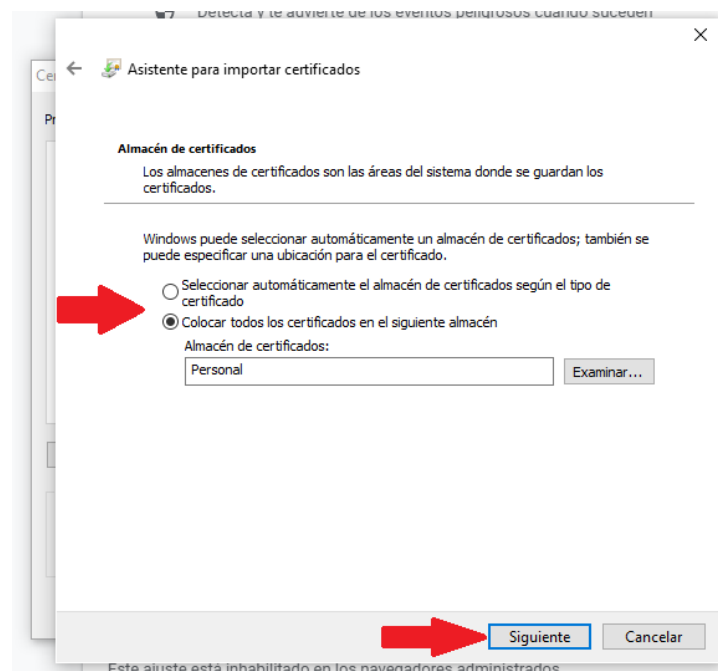 Detecta y te advierte de los eventos peligrosos cuando suceden
Asistente para importar certificados
Ce
Pr
Almacén de certificados
Los almacenes de certificados son las áreas del sistema donde se guardan los
certificados.
Windows puede seleccionar automáticamente un almacén de certificados; también se
puede especificar una ubicación para el certificado.
Seleccionar automáticamente el almacén de certificados según el tipo de
certificado
Colocar todos los certificados en el siguiente almacén
Almacén de certificados:
Personal
Examinar...
Siguiente
Cancelar
Este ajuste está inhabilitado en los navegadores administrados